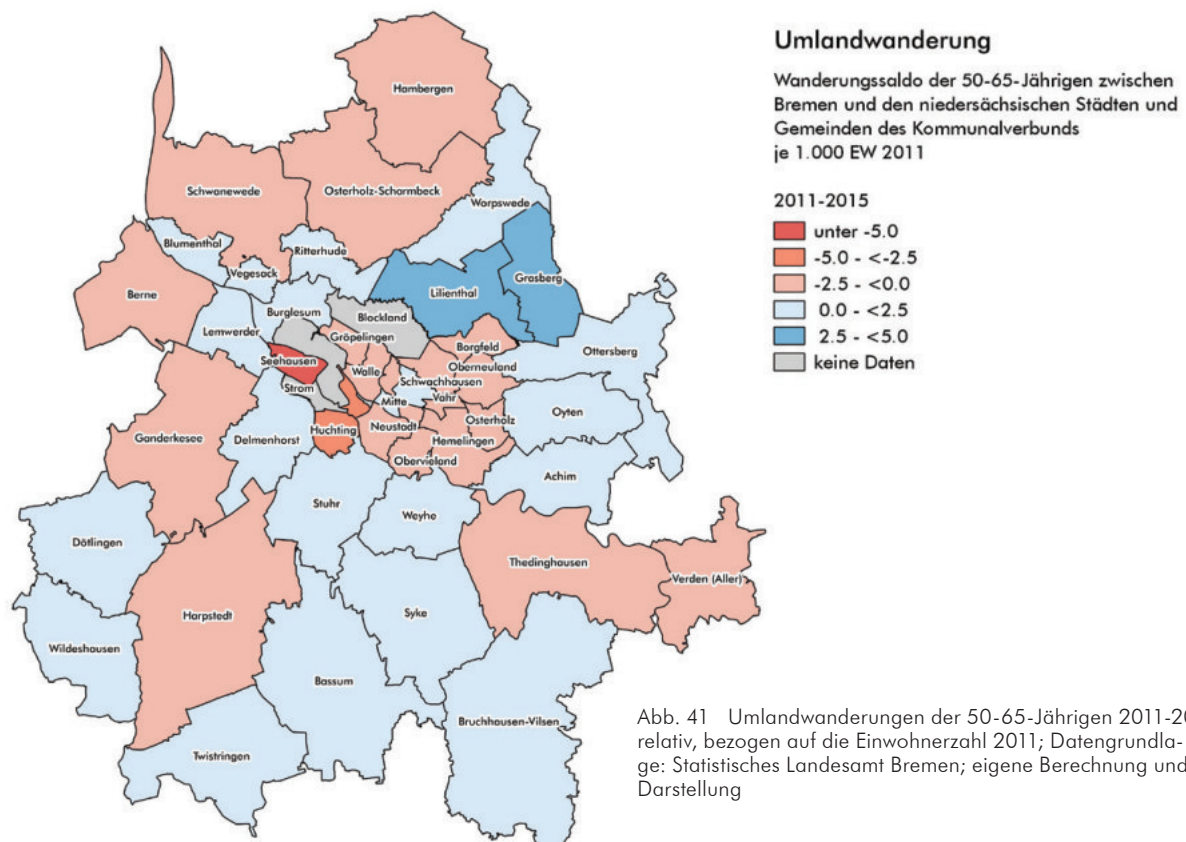 Umlandwanderung
Wanderungssaldo der 50-65-Jährigen zwischen
Bremen und den niedersächsischen Städten und
Gemeinden des Kommunalverbunds
je 1.000 EW 2011
2011-2015
unter -5.0
-5.0 - <-2.5
-2.5 - <0.0
0.0 - <2.5
2.5 - <5.0
keine Daten
Hambergen
Schwanewede
Osterholz-Scharmbeck
Worpswede
Blumenthal
Ritterhude
Vegesack
Grasberg
Lilienthal
Berne
Burglesum
Blockland
Lemwerder
Gröpelingen
Borgfeld
Ottersberg
Seehausen
Oberneuland
Walle
Schwachhausen
Strom
Vahr
Mitte
Oyten
Osterholz
Huchting
Neustadt
Ganderkesee
Delmenhorst
Hemelingen
Obervieland
Achim
Stuhr
Weyhe
Dötlingen
Thedinghausen
Verden (Aller)
Harpstedt
Syke
Wildeshausen
Bassum
Bruchhausen-Vilsen
Twistringen
Abb. 41 Umlandwanderungen der 50-65-Jährigen 2011-20
relativ, bezogen auf die Einwohnerzahl 2011; Datengrundla-
ge: Statistisches Landesamt Bremen; eigene Berechnung und
Darstellung